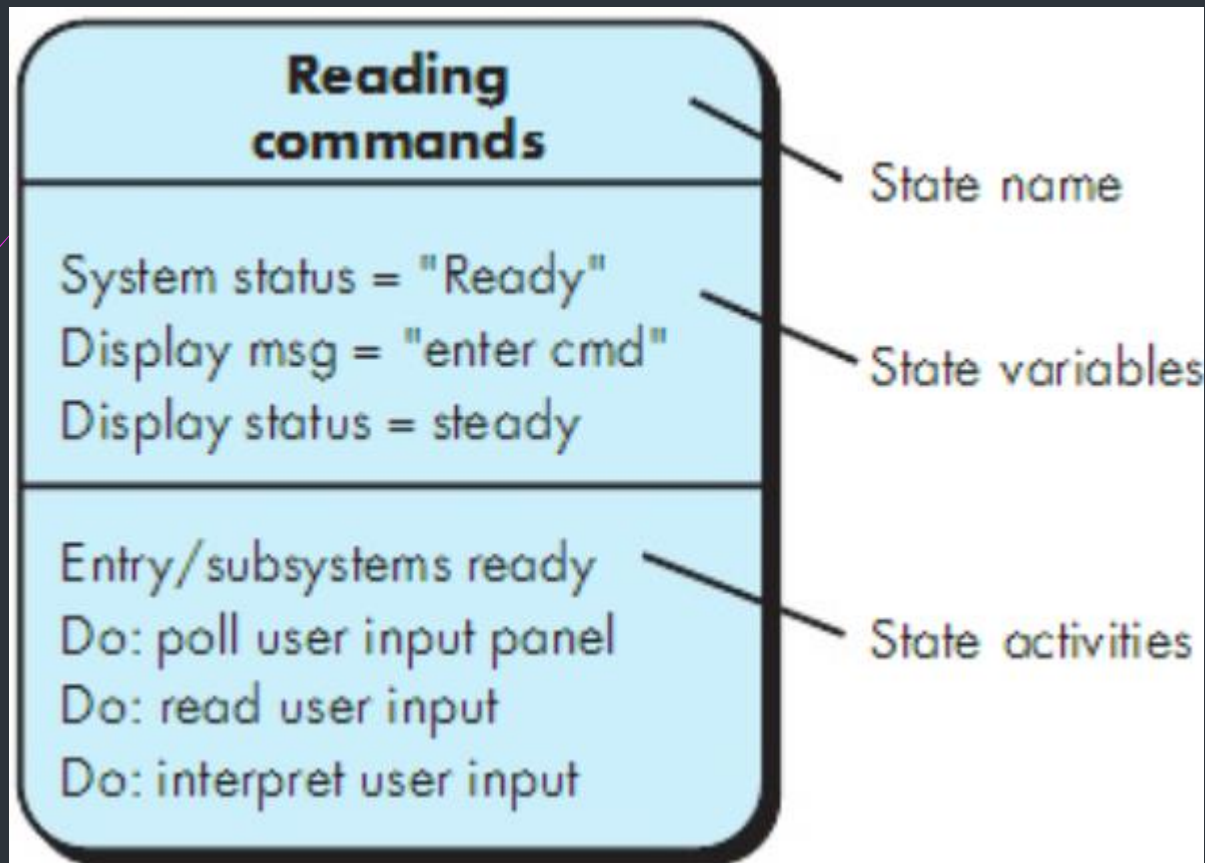 Reading
commands
State name
System status = "Ready"
Display msg = "enter cmd"
Display status = steady
State variables
Entry/subsystems ready
Do: poll user input panel
Do: read user input
Do: interpret user input
State activities